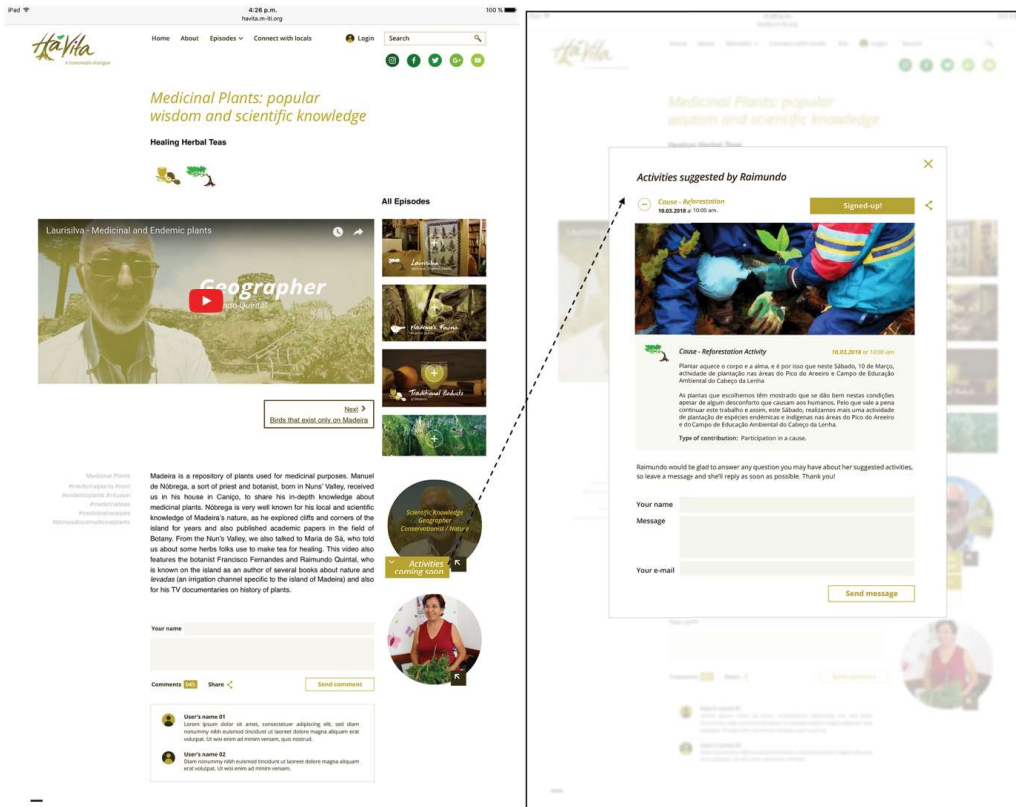 iPad
4:26 p.m.
havita.m-iti.org
100 %
HáVita
A transmedia dialogue
Home About Episodes Connect with locals Login Search
Medicinal Plants: popular
wisdom and scientific knowledge
Healing Herbal Teas
All Episodes
Laurisilva - Medicinal and Endemic plants
Geographer
Laurisilva
Madeira's Fauna
Traditional Products
Next
Birds that exist only on Madeira
Medicinal Plants
#medicinalplants #mint
#endemicplants #infusion
#medicinalteas
#medicinalrecipes
Madeira is a repository of plants used for medicinal purposes. Manuel
de Nóbrega, a sort of priest and botanist, born in Nuns' Valley, received
us in his house in Caniço, to share his in-depth knowledge about
medicinal plants. Nóbrega is very well known for his local and scientific
knowledge of Madeira's nature, as he explored cliffs and corners of the
island for years and also published academic papers in the field of
Botany. From the Nun's Valley, we also talked to Maria de Sá, who told
us about some herbs folks use to make tea for healing. This video also
features the botanist Francisco Fernandes and Raimundo Quintal, who
is known on the island as an author of several books about nature and
levadas (an irrigation channel specific to the island of Madeira) and also
for his TV documentaries on history of plants.
Scientific Knowledge
Geographer
Conservationist / Nature
Activities
coming soon
Your name
Comments 545 Share Send comment
User's name 01
Lorem ipsum dolor sit amet, consectetuer adipiscing elit, sed diam
nonummy nibh euismod tincidunt ut laoreet dolore magna aliquam erat
volutpat. Ut wisi enim ad minim veniam, quis nostrud.
User's name 02
Diam nonummy nibh euismod tincidunt ut laoreet dolore magna aliquam
erat volutpat. Ut wisi enim ad minim veniam.
Activities suggested by Raimundo
Cause - Reforestation
10.03.2018 at 10:00 am.
Signed-up!
Cause - Reforestation Activity 10.03.2018 at 10:00 am
Plantar aquece o corpo e a alma, e é por isso que neste Sábado, 10 de Março,
actividade de plantação nas áreas do Pico do Areeiro e Campo de Educação
Ambiental do Cabeço da Lenha
As plantas que escolhemos têm mostrado que se dão bem nestas condições
apesar de algum desconforto que causam aos humanos. Pelo que vale a pena
continuar este trabalho e assim, este Sábado, realizamos mais uma actividade
de plantação de espécies endémicas e indígenas nas áreas do Pico do Areeiro
e do Campo de Educação Ambiental do Cabeço da Lenha.
Type of contribution: Participation in a cause.
Raimundo would be glad to answer any question you may have about her suggested activities,
so leave a message and she'll reply as soon as possible. Thank you!
Your name
Message
Your e-mail
Send message